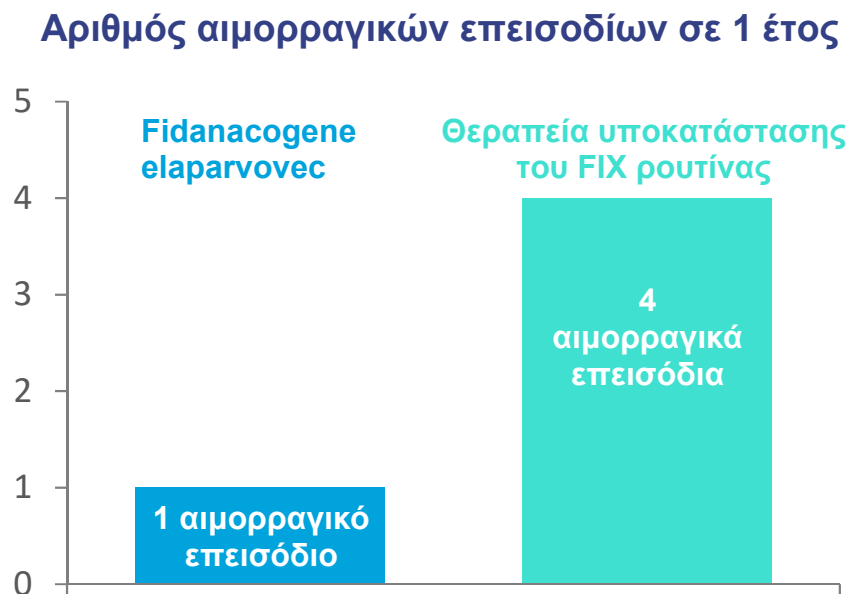 Αριθμός αιμορραγικών επεισοδίων σε 1 έτος
5
4
3
2
1
0
Fidanacogene
elaparvovec
Θεραπεία υποκατάστασης
του FIX ρουτίνας
1 αιμορραγικό
επεισόδιο
4
αιμορραγικά
επεισόδια